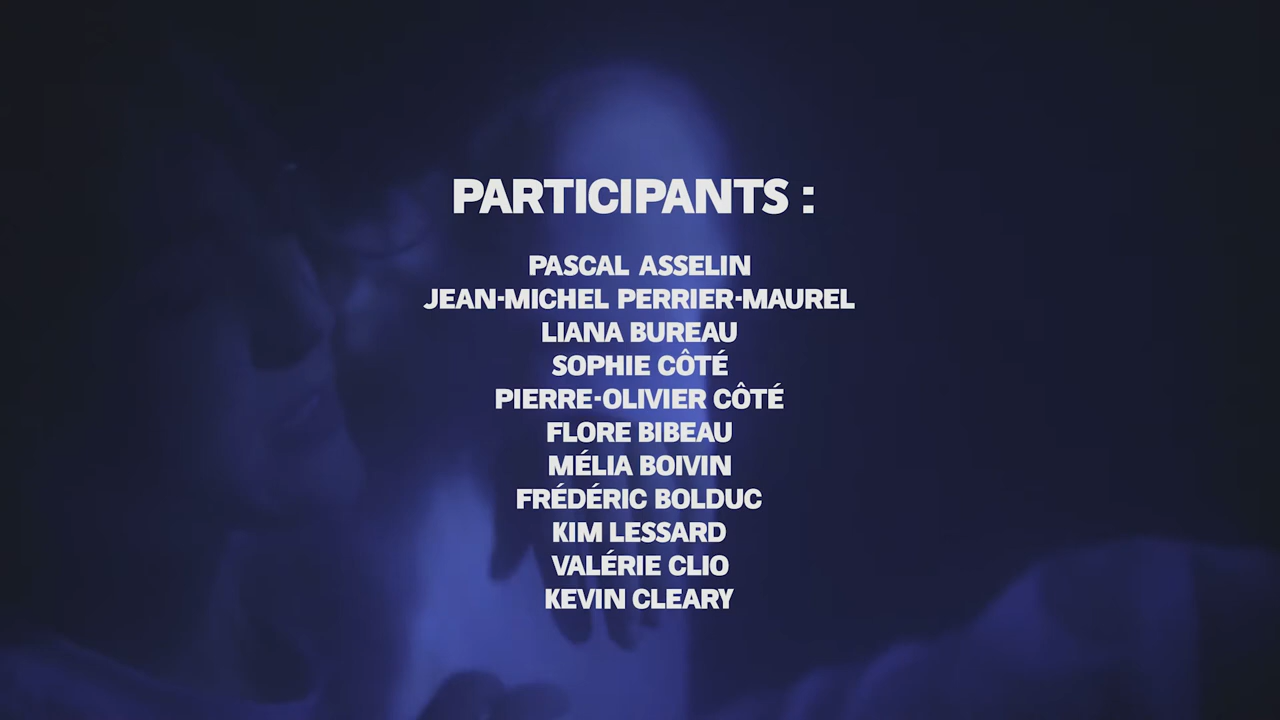 PARTICIPANTS :
PASCAL ASSELIN
JEAN-MICHEL PERRIER-MAUREL
LIANA BUREAU
SOPHIE CÔTÉ
PIERRE-OLIVIER CÔTÉ
FLORE BIBEAU
MÉLIA BOIVIN
FRÉDÉRIC BOLDUC
KIM LESSARD
VALÉRIE CLIO
KEVIN CLEARY